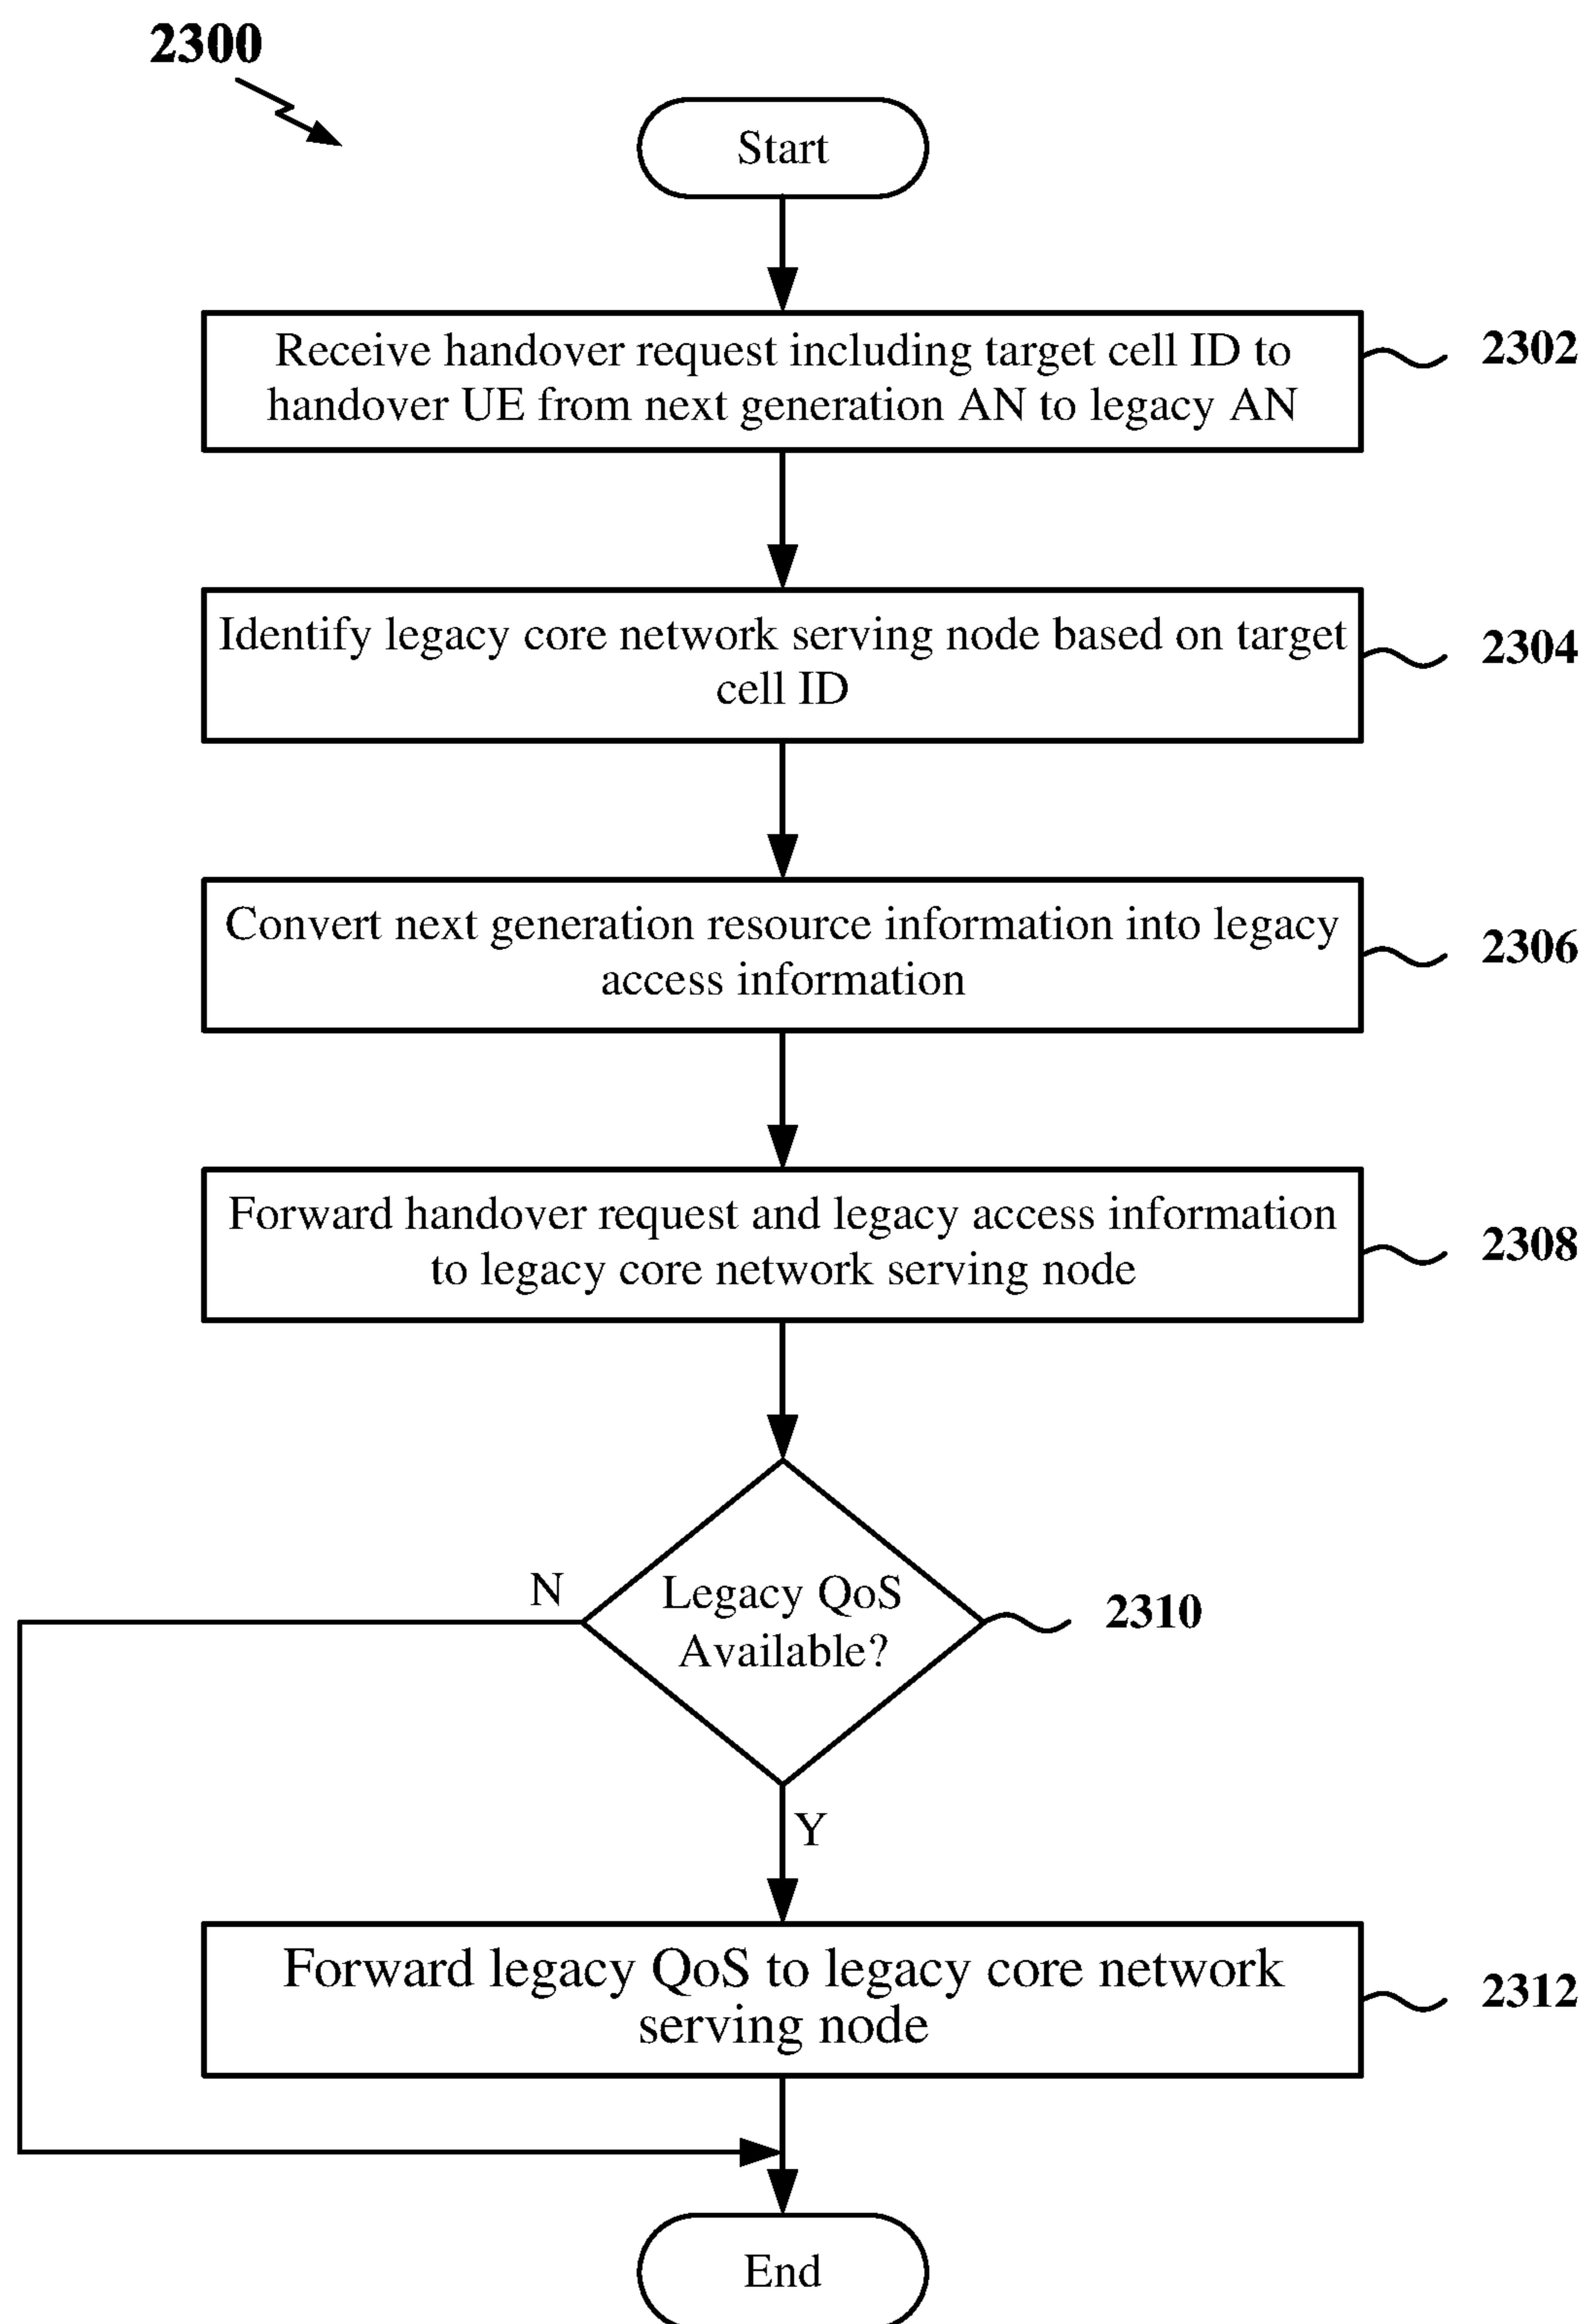 2300
Start
Receive handover request including target cell ID to
handover UE from next generation AN to legacy AN
2302
Identify legacy core network serving node based on target
cell ID
2304
Convert next generation resource information into legacy
access information
2306
Forward handover request and legacy access information
to legacy core network serving node
2308
Legacy QoS
Available?
2310
N
Y
Forward legacy QoS to legacy core network
serving node
2312
End